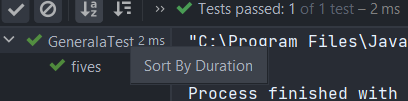 Tests passed: 1 of 1 test – 2 ms
GeneralaTest 2 ms
"C:\Program Files\Java
fives
Sort By Duration
Process finished with